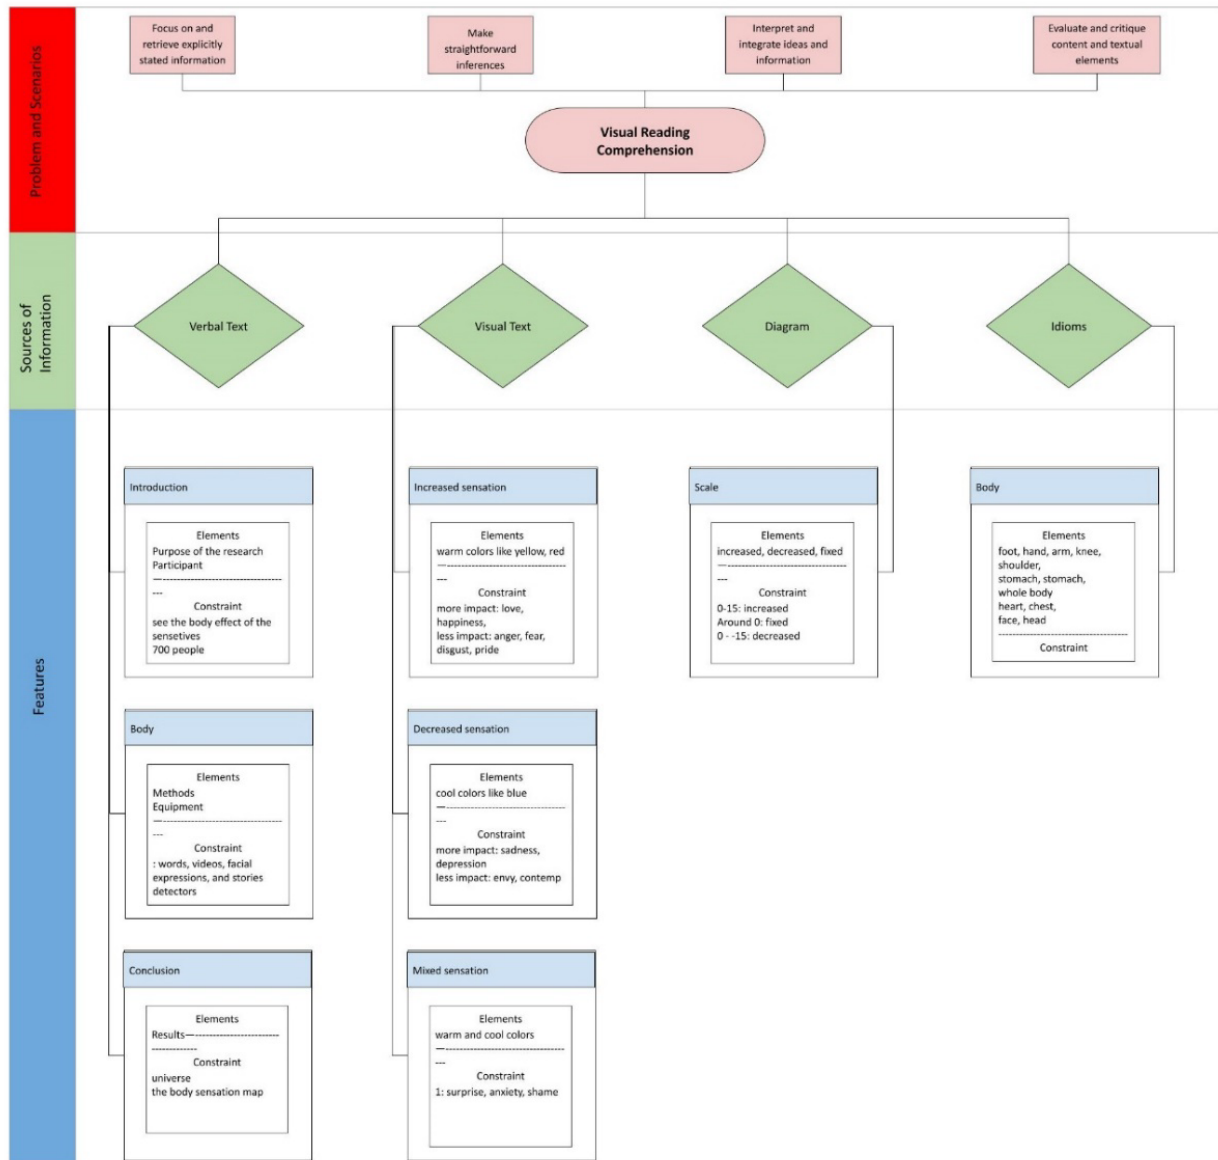 Problem and Scenarios
Focus on and
retrieve explicitly
stated information
Make
straightforward
inferences
Interpret and
integrate ideas and
information
Evaluate and critique
content and textual
elements
Visual Reading
Comprehension
Sources of
Information
Verbal Text
Visual Text
Diagram
Idioms
Features
Introduction
Elements
Purpose of the research
Participant
—-----------------------------------
---
Constraint
see the body effect of the
sensetives
700 people
Body
Elements
Methods
Equipment
—-----------------------------------
---
Constraint
: words, videos, facial
expressions, and stories
detectors
Conclusion
Elements
Results—-------------------------
-------------
Constraint
universe
the body sensation map
Increased sensation
Elements
warm colors like yellow, red
—-----------------------------------
---
Constraint
more impact: love,
happiness,
less impact: anger, fear,
disgust, pride
Decreased sensation
Elements
cool colors like blue
—-----------------------------------
---
Constraint
more impact: sadness,
depression
less impact: envy, contemp
Mixed sensation
Elements
warm and cool colors
—-----------------------------------
---
Constraint
1: surprise, anxiety, shame
Scale
Elements
increased, decreased, fixed
—-----------------------------------
---
Constraint
0-15: increased
Around 0: fixed
0 - -15: decreased
Body
Elements
foot, hand, arm, knee,
shoulder,
stomach, stomach,
whole body
heart, chest,
face, head
-------------------------------------
Constraint